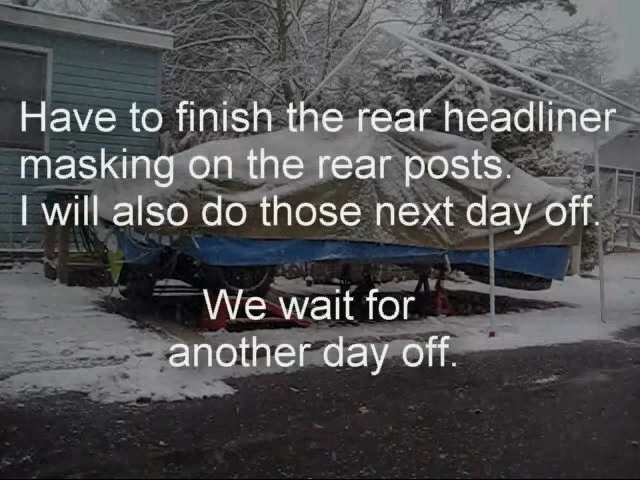 Have to finish the rear headliner
masking on the rear posts.
I will also do those next day off.
We wait for
another day off.